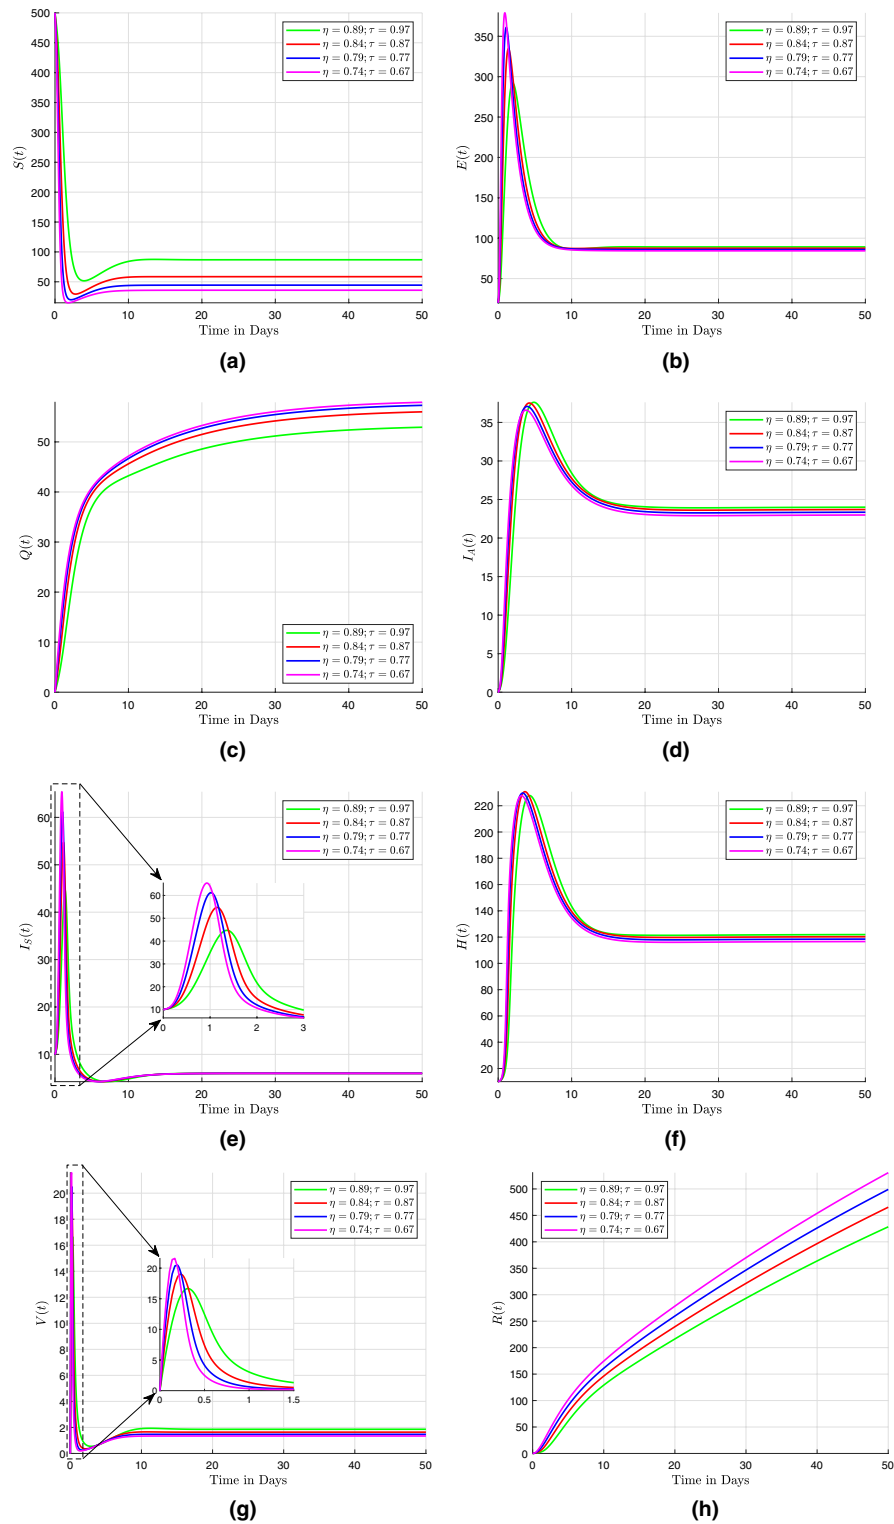 500
450
400
350
300
250
200
150
100
50
S(t)
0 10 20 30 40 50
Time in Days
η = 0.89; τ = 0.97
η = 0.84; τ = 0.87
η = 0.79; τ = 0.77
η = 0.74; τ = 0.67
(a)
350
300
250
200
150
100
50
E(t)
0 10 20 30 40 50
Time in Days
η = 0.89; τ = 0.97
η = 0.84; τ = 0.87
η = 0.79; τ = 0.77
η = 0.74; τ = 0.67
(b)
50
40
30
20
10
0
Q(t)
0 10 20 30 40 50
Time in Days
η = 0.89; τ = 0.97
η = 0.84; τ = 0.87
η = 0.79; τ = 0.77
η = 0.74; τ = 0.67
(c)
35
30
25
20
15
10
5
0
I_A(t)
0 10 20 30 40 50
Time in Days
η = 0.89; τ = 0.97
η = 0.84; τ = 0.87
η = 0.79; τ = 0.77
η = 0.74; τ = 0.67
(d)
60
50
40
30
20
10
I_S(t)
0 10 20 30 40 50
Time in Days
η = 0.89; τ = 0.97
η = 0.84; τ = 0.87
η = 0.79; τ = 0.77
η = 0.74; τ = 0.67
60
50
40
30
20
10
0 1 2 3
(e)
220
200
180
160
140
120
100
80
60
40
20
H(t)
0 10 20 30 40 50
Time in Days
η = 0.89; τ = 0.97
η = 0.84; τ = 0.87
η = 0.79; τ = 0.77
η = 0.74; τ = 0.67
(f)
20
18
16
14
12
10
8
6
4
2
0
V(t)
0 10 20 30 40 50
Time in Days
η = 0.89; τ = 0.97
η = 0.84; τ = 0.87
η = 0.79; τ = 0.77
η = 0.74; τ = 0.67
20
15
10
5
0
0 0.5 1 1.5
(g)
500
450
400
350
300
250
200
150
100
50
0
R(t)
0 10 20 30 40 50
Time in Days
η = 0.89; τ = 0.97
η = 0.84; τ = 0.87
η = 0.79; τ = 0.77
η = 0.74; τ = 0.67
(h)